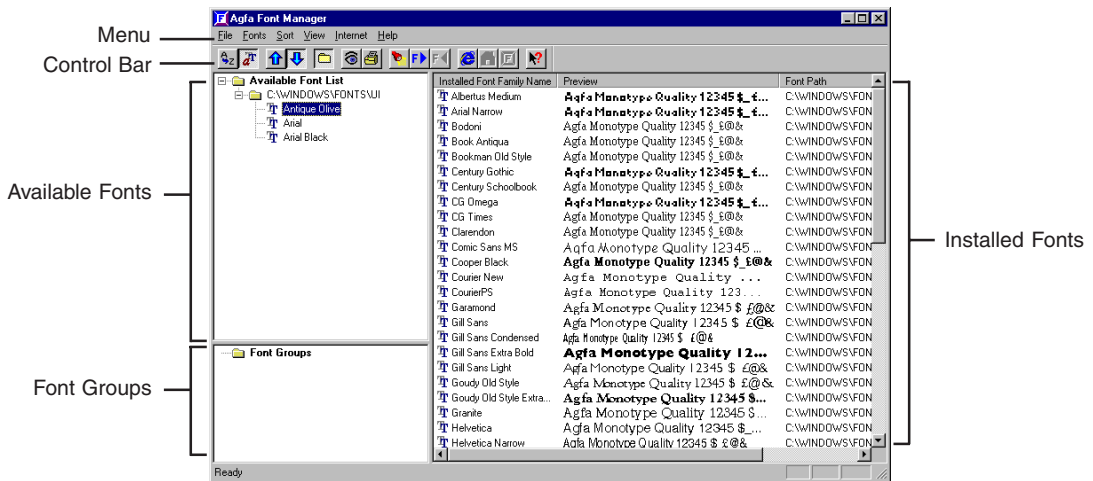 Agfa Font Manager
Menu
File Fonts Sort View Internet Help
Control Bar
Available Fonts
Available Font List
C:\WINDOWS\FONTS\UI
Antique Olive
Arial
Arial Black
Font Groups
Font Groups
Installed Fonts
Installed Font Family Name Preview Font Path
Albertus Medium Agfa Monotype Quality 12345 $_£... C:\WINDOWS\FON
Arial Narrow Agfa Monotype Quality 12345 $_£... C:\WINDOWS\FON
Bodoni Agfa Monotype Quality 12345 $_£@& C:\WINDOWS\FON
Book Antiqua Agfa Monotype Quality 12345 $_£@& C:\WINDOWS\FON
Bookman Old Style Agfa Monotype Quality 12345 $_£@& C:\WINDOWS\FON
Century Gothic Agfa Monotype Quality 12345 $_£... C:\WINDOWS\FON
Century Schoolbook Agfa Monotype Quality 12345 $_£@& C:\WINDOWS\FON
CG Omega Agfa Monotype Quality 12345 $_£... C:\WINDOWS\FON
CG Times Agfa Monotype Quality 12345 $_£@& C:\WINDOWS\FON
Clarendon Agfa Monotype Quality 12345 $_£@& C:\WINDOWS\FON
Comic Sans MS Agfa Monotype Quality 12345 ... C:\WINDOWS\FON
Cooper Black Agfa Monotype Quality 12345 $_£@& C:\WINDOWS\FON
Courier New Agfa Monotype Quality ... C:\WINDOWS\FON
CourierPS Agfa Monotype Quality 123... C:\WINDOWS\FON
Garamond Agfa Monotype Quality 12345 $ £@& C:\WINDOWS\FON
Gill Sans Agfa Monotype Quality 12345 $ £@& C:\WINDOWS\FON
Gill Sans Condensed Agfa Monotype Quality 12345 $ £@& C:\WINDOWS\FON
Gill Sans Extra Bold Agfa Monotype Quality 12... C:\WINDOWS\FON
Gill Sans Light Agfa Monotype Quality 12345 $ £@& C:\WINDOWS\FON
Goudy Old Style Agfa Monotype Quality 12345 $ £@& C:\WINDOWS\FON
Goudy Old Style Extra... Agfa Monotype Quality 12345 $... C:\WINDOWS\FON
Granite Agfa Monotype Quality 12345 $... C:\WINDOWS\FON
Helvetica Agfa Monotype Quality 12345 $_... C:\WINDOWS\FON
Helvetica Narrow Agfa Monotype Quality 12345 $ £@& C:\WINDOWS\FON
Ready